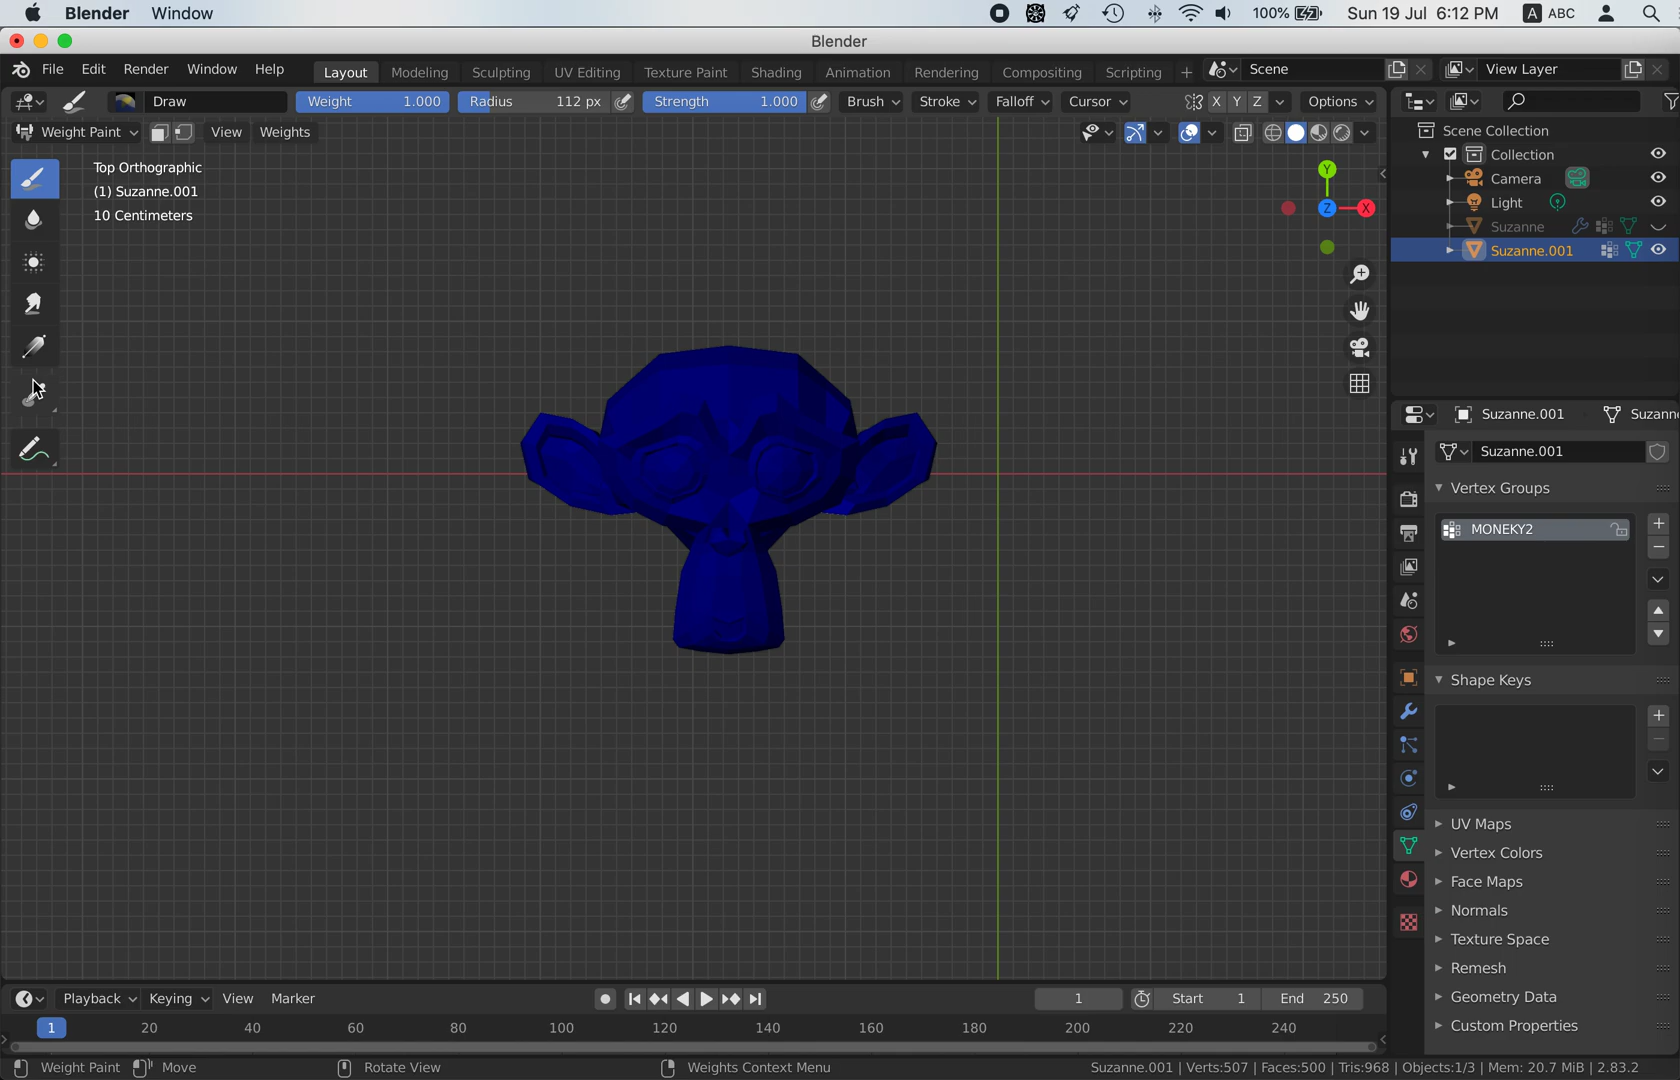 Blender Window 100% Sun 19 Jul 6:12 PM A ABC
Blender
File Edit Render Window Help Layout Modeling Sculpting UV Editing Texture Paint Shading Animation Rendering Compositing Scripting + Scene View Layer
Draw Weight 1.000 Radius 112 px Strength 1.000 Brush Stroke Falloff Cursor X Y Z Options
Weight Paint View Weights
Scene Collection
Collection
Camera
Light
Suzanne
Suzanne.001
Top Orthographic
(1) Suzanne.001
10 Centimeters
Y
Z X
Suzanne.001 Suzann
Suzanne.001
Vertex Groups
MONEKY2
Shape Keys
UV Maps
Vertex Colors
Face Maps
Normals
Texture Space
Remesh
Geometry Data
Custom Properties
Playback Keying View Marker 1 Start 1 End 250
1 20 40 60 80 100 120 140 160 180 200 220 240
Weight Paint Move Rotate View Weights Context Menu Suzanne.001 | Verts:507 | Faces:500 | Tris:968 | Objects:1/3 | Mem: 20.7 MiB | 2.83.2